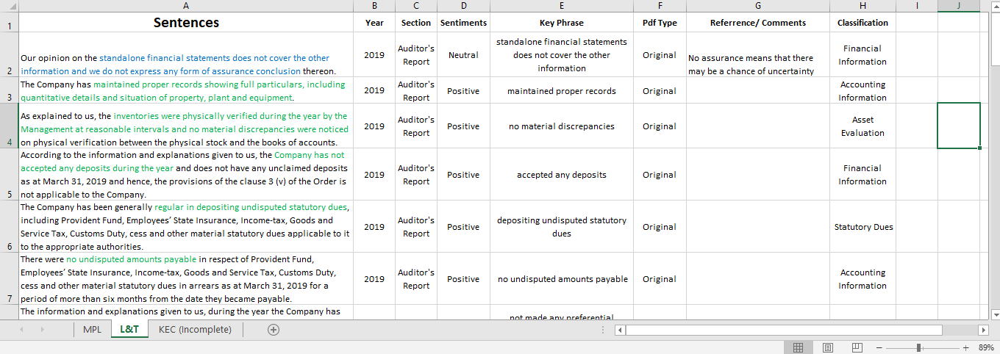 A B C D E F G H I J
1 Sentences Year Section Sentiments Key Phrase Pdf Type Referrence/ Comments Classification
Our opinion on the standalone financial statements does not cover the other
information and we do not express any form of assurance conclusion thereon.
2
2019
Auditor's
Report
Neutral
standalone financial statements
does not cover the other
information
Original
No assurance means that there
may be a chance of uncertainty
Financial
Information
The Company has maintained proper records showing full particulars, including
quantitative details and situation of property, plant and equipment.
3
2019
Auditor's
Report
Positive
maintained proper records
Original
Accounting
Information
As explained to us, the inventories were physically verified during the year by the
Management at reasonable intervals and no material discrepancies were noticed
on physical verification between the physical stock and the books of accounts.
4
2019
Auditor's
Report
Positive
no material discrepancies
Original
Asset
Evaluation
According to the information and explanations given to us, the Company has not
accepted any deposits during the year and does not have any unclaimed deposits
as at March 31, 2019 and hence, the provisions of the clause 3 (v) of the Order is
not applicable to the Company.
5
2019
Auditor's
Report
Positive
accepted any deposits
Original
Financial
Information
The Company has been generally regular in depositing undisputed statutory dues,
including Provident Fund, Employees' State Insurance, Income-tax, Goods and
Service Tax, Customs Duty, cess and other material statutory dues applicable to it
to the appropriate authorities.
6
2019
Auditor's
Report
Positive
depositing undisputed statutory
dues
Original
Statutory Dues
There were no undisputed amounts payable in respect of Provident Fund,
Employees' State Insurance, Income-tax, Goods and Service Tax, Customs Duty,
cess and other material statutory dues in arrears as at March 31, 2019 for a
period of more than six months from the date they became payable.
7
2019
Auditor's
Report
Positive
no undisputed amounts payable
Original
Accounting
Information
The information and explanations given to us, during the year the Company has
not made any preferential
MPL L&T KEC (Incomplete)
89%